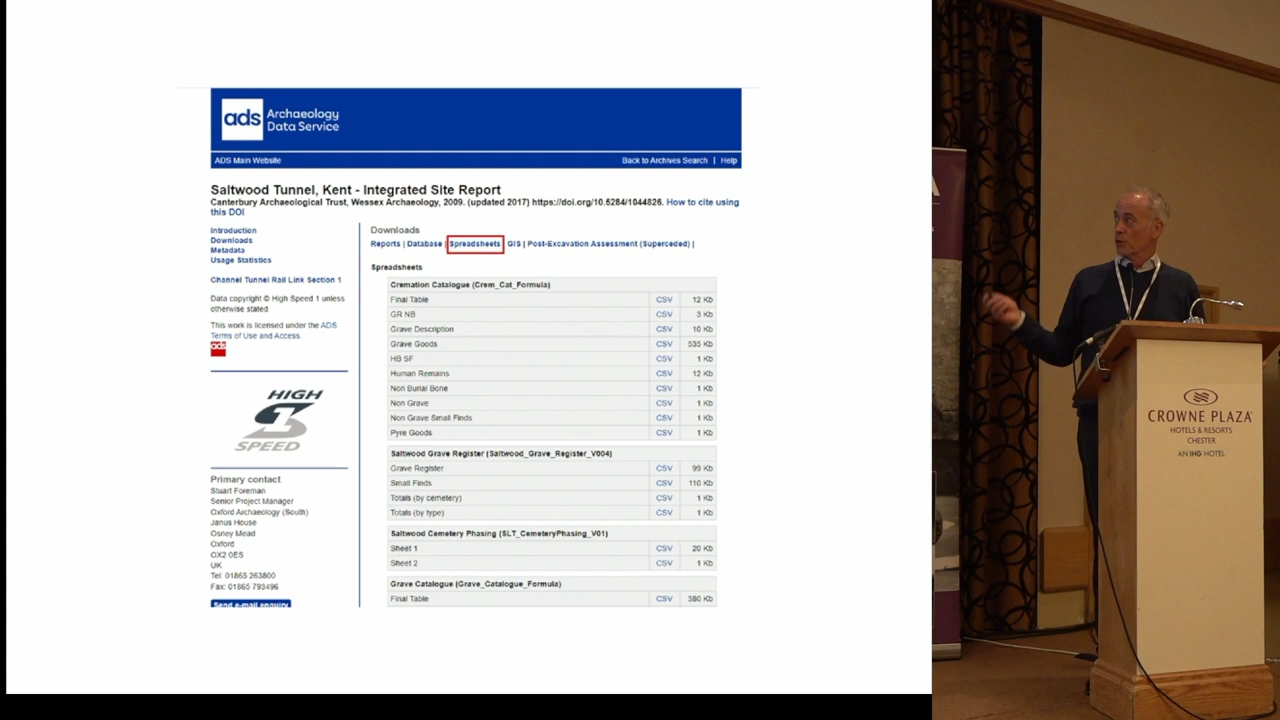 ads Archaeology
Data Service
ADS Main Website
Back to Archives Search | Help
Saltwood Tunnel, Kent - Integrated Site Report
Canterbury Archaeological Trust, Wessex Archaeology, 2009. (updated 2017) https://doi.org/10.5284/1044826. How to cite using
this DOI
Introduction
Downloads
Metadata
Usage Statistics
Channel Tunnel Rail Link Section 1
Data copyright © High Speed 1 unless
otherwise stated
This work is licensed under the ADS
Terms of Use and Access.
ads
HIGH
1
SPEED
Primary contact
Stuart Foreman
Senior Project Manager
Oxford Archaeology (South)
Janus House
Osney Mead
Oxford
OX2 0ES
UK
Tel: 01865 263800
Fax: 01865 793496
Send e-mail enquiry
Downloads
Reports | Database | Spreadsheets GIS | Post-Excavation Assessment (Superceded) |
Spreadsheets
Cremation Catalogue (Crem_Cat_Formula)
Final Table CSV 12 Kb
GR NB CSV 3 Kb
Grave Description CSV 10 Kb
Grave Goods CSV 535 Kb
HB SF CSV 1 Kb
Human Remains CSV 12 Kb
Non Burial Bone CSV 1 Kb
Non Grave CSV 1 Kb
Non Grave Small Finds CSV 1 Kb
Pyre Goods CSV 1 Kb
Saltwood Grave Register (Saltwood_Grave_Register_V004)
Grave Register CSV 99 Kb
Small Finds CSV 110 Kb
Totals (by cemetery) CSV 1 Kb
Totals (by type) CSV 1 Kb
Saltwood Cemetery Phasing (SLT_CemeteryPhasing_V01)
Sheet 1 CSV 20 Kb
Sheet 2 CSV 1 Kb
Grave Catalogue (Grave_Catalogue_Formula)
Final Table CSV 380 Kb
CROWNE PLAZA
HOTELS & RESORTS
CHESTER
AN IHG HOTEL